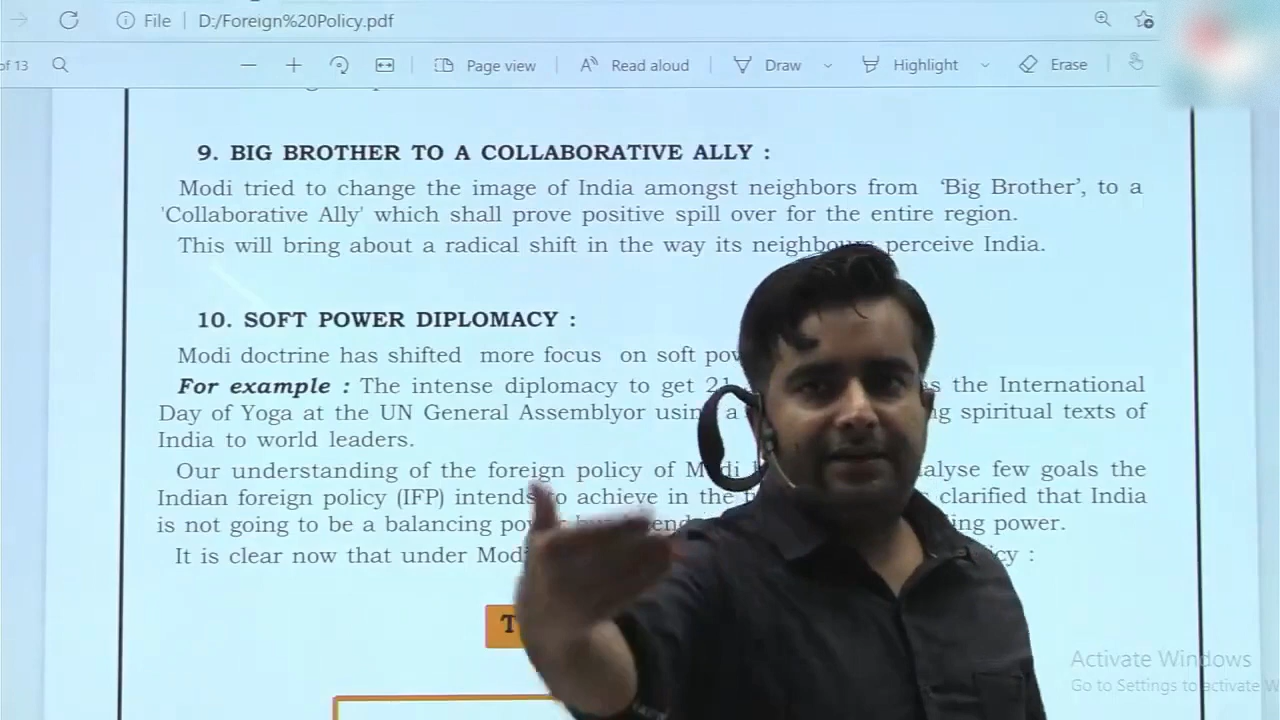 File D:/Foreign%20Policy.pdf
of 13 Page view Read aloud Draw Highlight Erase
9. BIG BROTHER TO A COLLABORATIVE ALLY :
Modi tried to change the image of India amongst neighbors from 'Big Brother', to a
'Collaborative Ally' which shall prove positive spill over for the entire region.
This will bring about a radical shift in the way its neighbours perceive India.
10. SOFT POWER DIPLOMACY :
Modi doctrine has shifted more focus on soft
For example : The intense diplomacy to get 21 the International
Day of Yoga at the UN General Assemblyor using a spiritual texts of
India to world leaders.
Our understanding of the foreign policy of Modi few goals the
Indian foreign policy (IFP) intends to achieve in the clarified that India
is not going to be a balancing power power.
It is clear now that under Modi :
Activate Windows
Go to Settings to activate